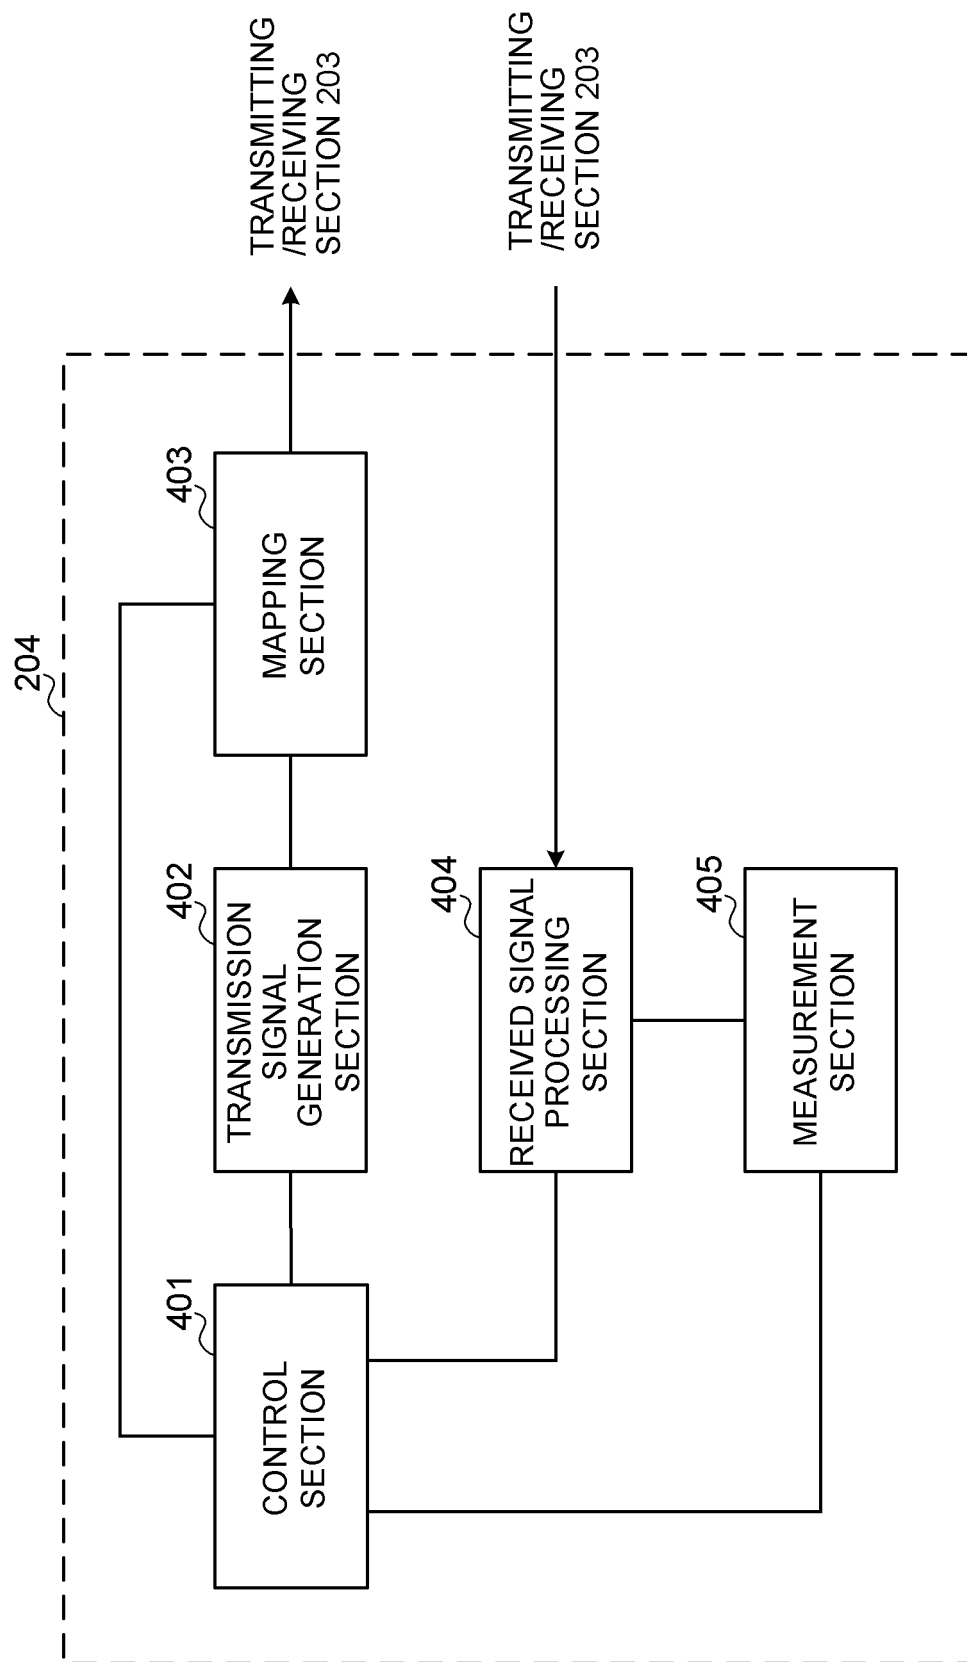 204
401
CONTROL
SECTION
402
TRANSMISSION
SIGNAL
GENERATION
SECTION
403
MAPPING
SECTION
TRANSMITTING
/RECEIVING
SECTION 203
404
RECEIVED SIGNAL
PROCESSING
SECTION
TRANSMITTING
/RECEIVING
SECTION 203
405
MEASUREMENT
SECTION